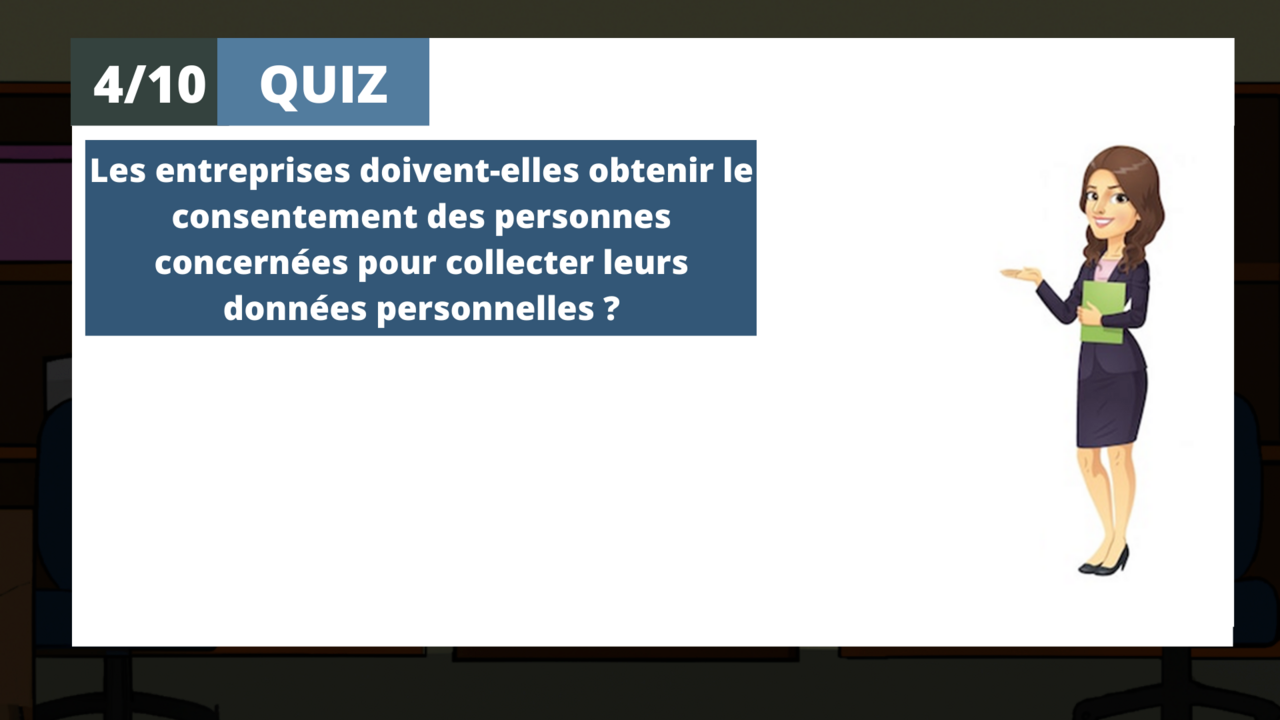 4/10 QUIZ
Les entreprises doivent-elles obtenir le
consentement des personnes
concernées pour collecter leurs
données personnelles ?